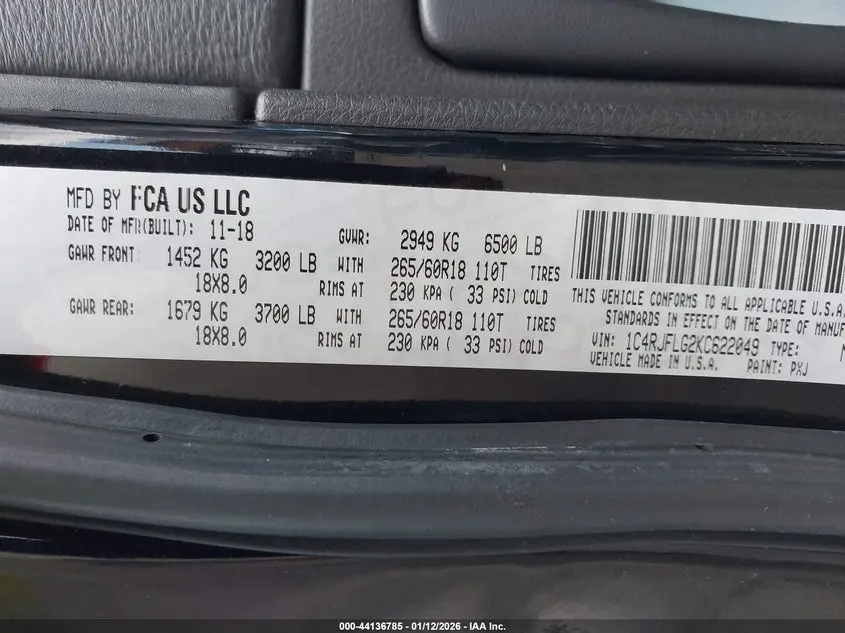 MFD BY FCA US LLC
DATE OF MFR(BUILT): 11-18 GVWR: 2949 KG 6500 LB
GAWR FRONT: 1452 KG 3200 LB WITH 265/60R18 110T TIRES
18X8.0 RIMS AT 230 KPA ( 33 PSI) COLD
GAWR REAR: 1679 KG 3700 LB WITH 265/60R18 110T TIRES
18X8.0 RIMS AT 230 KPA ( 33 PSI) COLD
THIS VEHICLE CONFORMS TO ALL APPLICABLE U.S.A.
STANDARDS IN EFFECT ON THE DATE OF MANUF
VIN: 1C4RJFLG2KC622049 TYPE:
VEHICLE MADE IN U.S.A. PAINT: PXJ
000-44136785 - 01/12/2026 - IAA Inc.